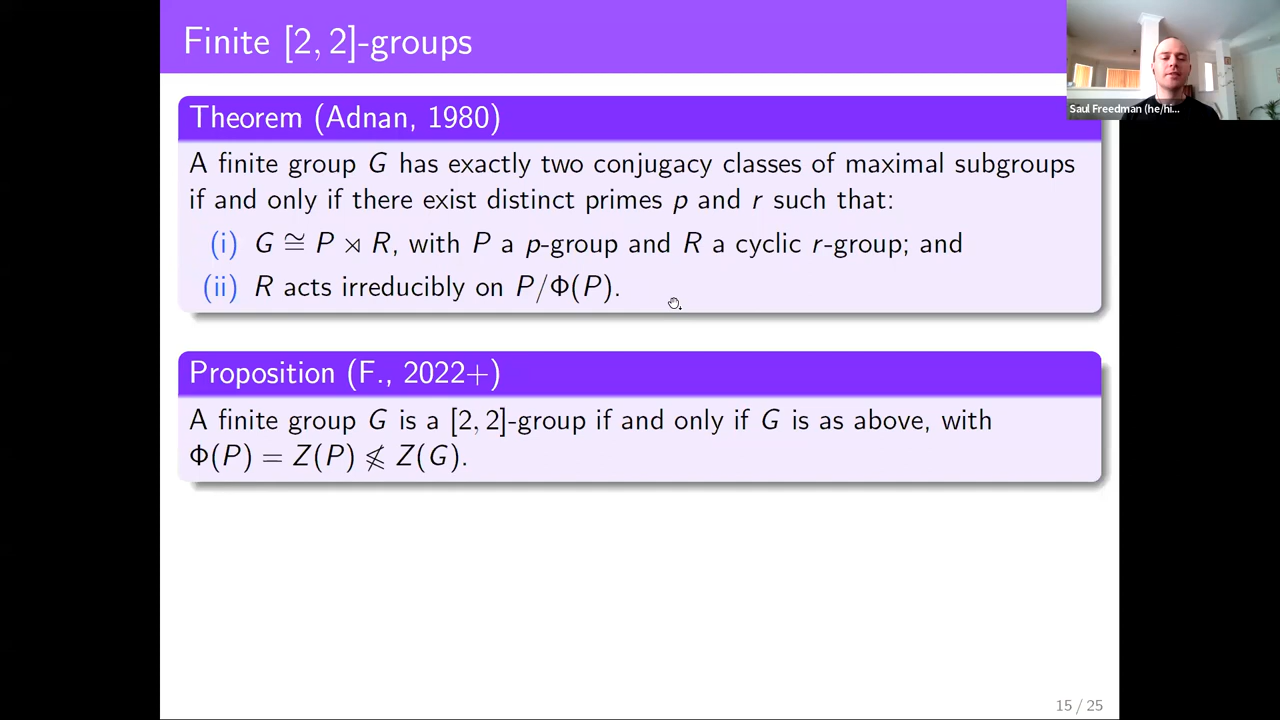 Finite [2, 2]-groups
Saul Freedman (he/hi...
Theorem (Adnan, 1980)
A finite group G has exactly two conjugacy classes of maximal subgroups
if and only if there exist distinct primes p and r such that:
(i) G ≅ P ⋊ R, with P a p-group and R a cyclic r-group; and
(ii) R acts irreducibly on P/Φ(P).
Proposition (F., 2022+)
A finite group G is a [2, 2]-group if and only if G is as above, with
Φ(P) = Z(P) ≰ Z(G).
15 / 25